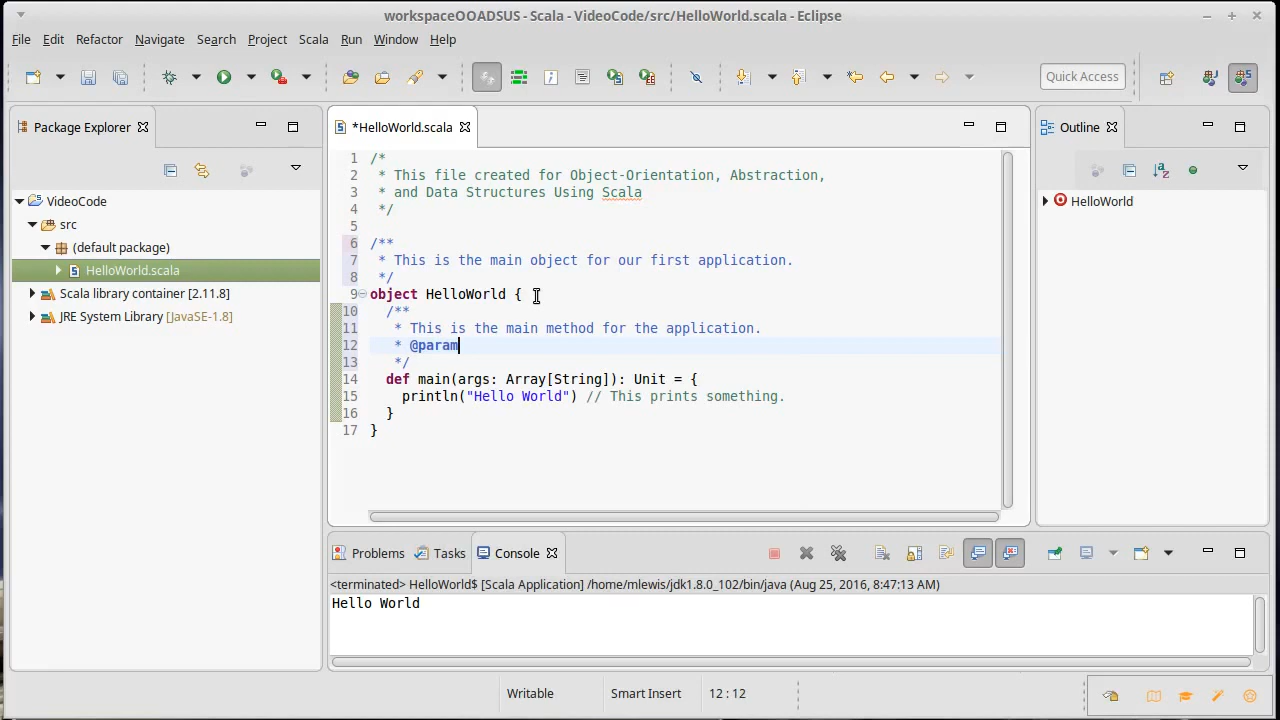 workspaceOOADSUS - Scala - VideoCode/src/HelloWorld.scala - Eclipse
File Edit Refactor Navigate Search Project Scala Run Window Help
Quick Access
Package Explorer
*HelloWorld.scala
Outline
VideoCode
src
(default package)
HelloWorld.scala
Scala library container [2.11.8]
JRE System Library [JavaSE-1.8]
1 /*
2  * This file created for Object-Orientation, Abstraction,
3  * and Data Structures Using Scala
4  */
5
6 /**
7  * This is the main object for our first application.
8  */
9 object HelloWorld {
10   /**
11    * This is the main method for the application.
12    * @param
13    */
14   def main(args: Array[String]): Unit = {
15     println("Hello World") // This prints something.
16   }
17 }
HelloWorld
Problems Tasks Console
<terminated> HelloWorld$ [Scala Application] /home/mlewis/jdk1.8.0_102/bin/java (Aug 25, 2016, 8:47:13 AM)
Hello World
Writable Smart Insert 12 : 12